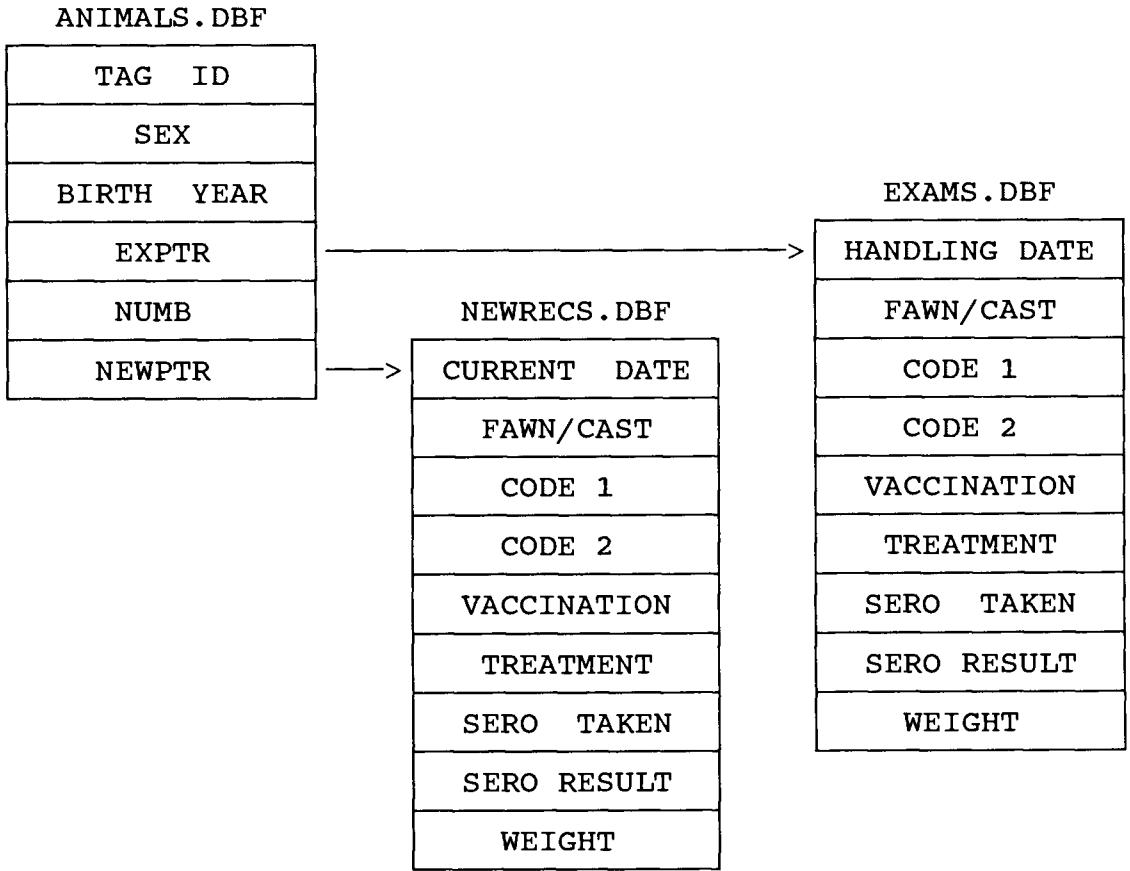 ANIMALS.DBF
TAG ID
SEX
BIRTH YEAR
EXPTR
NUMB
NEWPTR
NEWRECS.DBF
CURRENT DATE
FAWN/CAST
CODE 1
CODE 2
VACCINATION
TREATMENT
SERO TAKEN
SERO RESULT
WEIGHT
EXAMS.DBF
HANDLING DATE
FAWN/CAST
CODE 1
CODE 2
VACCINATION
TREATMENT
SERO TAKEN
SERO RESULT
WEIGHT